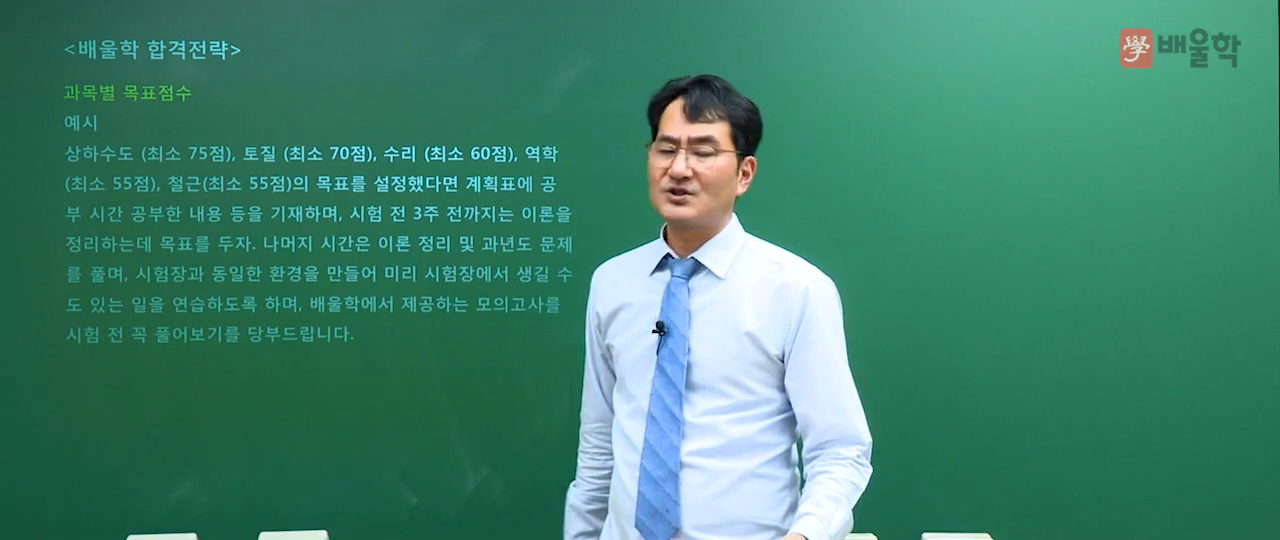 <배울학 합격전략>
學배울학
과목별 목표점수
예시
상하수도 (최소 75점), 토질 (최소 70점), 수리 (최소 60점), 역학
(최소 55점), 철근(최소 55점)의 목표를 설정했다면 계획표에 공
부 시간 공부한 내용 등을 기재하며, 시험 전 3주 전까지는 이론을
정리하는데 목표를 두자. 나머지 시간은 이론 정리 및 과년도 문제
를 풀며, 시험장과 동일한 환경을 만들어 미리 시험장에서 생길 수
도 있는 일을 연습하도록 하며, 배울학에서 제공하는 모의고사를
시험 전 꼭 풀어보기를 당부드립니다.